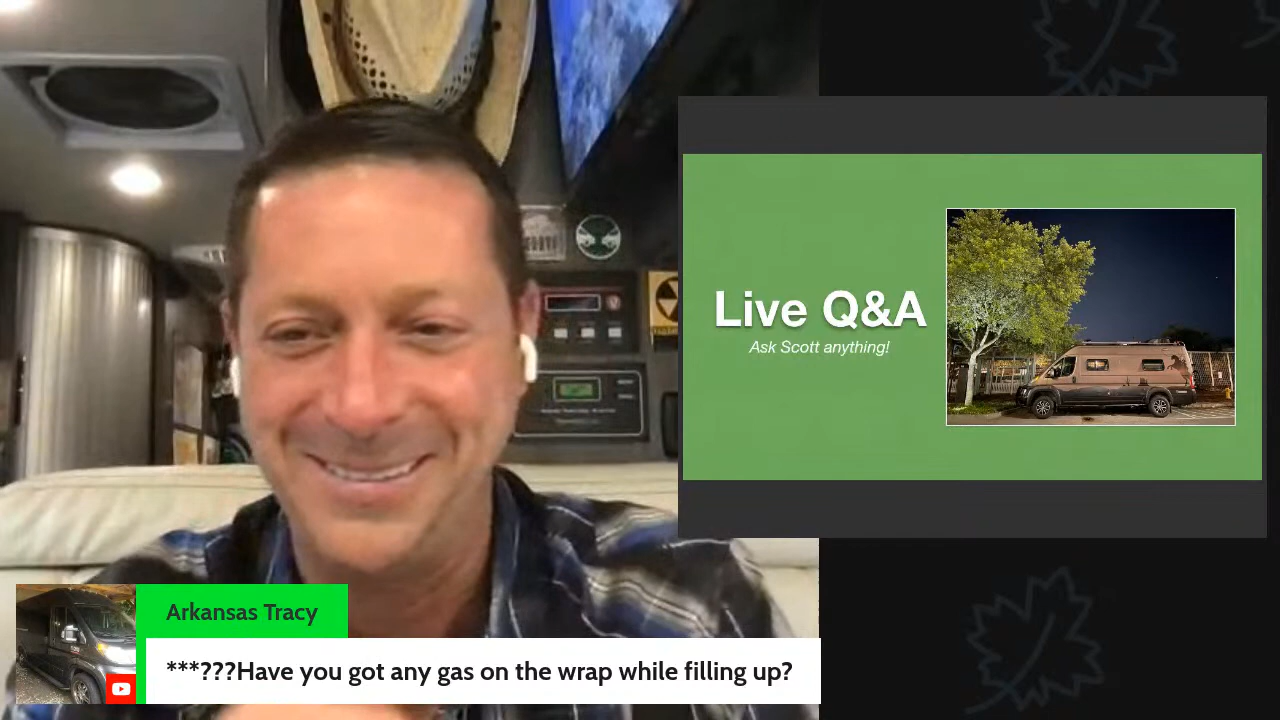 Live Q&A
Ask Scott anything!
Arkansas Tracy
***???Have you got any gas on the wrap while filling up?